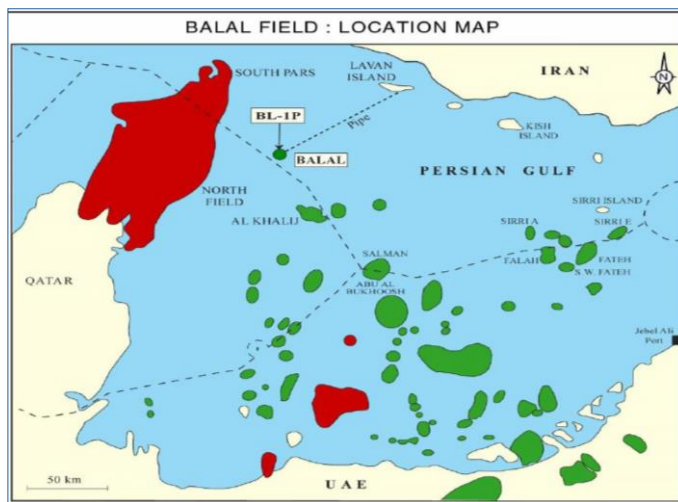 BALAL FIELD : LOCATION MAP
SOUTH PARS
LAVAN
ISLAND
IRAN
N
BL-1P
Pipe
KISH
ISLAND
BALAL
PERSIAN GULF
NORTH
FIELD
SIRRI ISLAND
AL KHALIJ
SIRRI A
SIRRI E
SALMAN
FALAH
FATEH
QATAR
ABU AL
BUKHOOSH
S.W. FATEH
Jebel Ali
Port
50 km
UAE